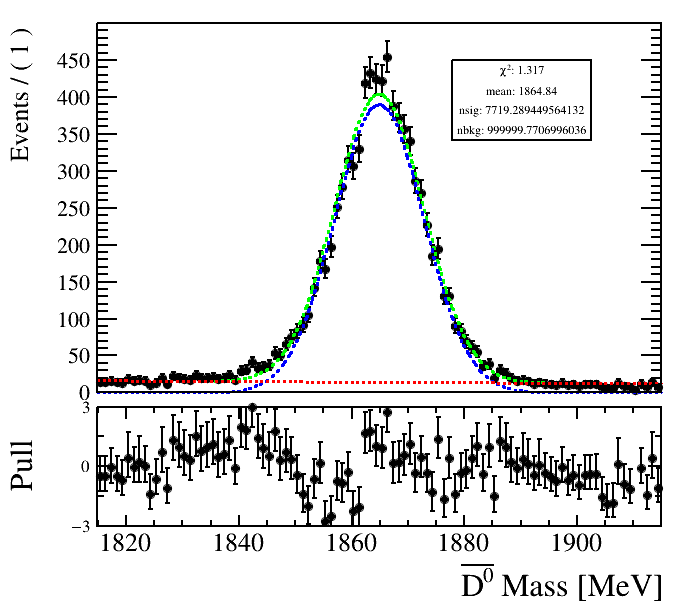 Events / ( 1 )
450
400
350
300
250
200
150
100
50
0
χ²: 1.317
mean: 1864.84
nsig: 7719.289449564132
nbkg: 999999.7706996036
Pull
3
0
−3
1820 1840 1860 1880 1900
D⁰ Mass [MeV]